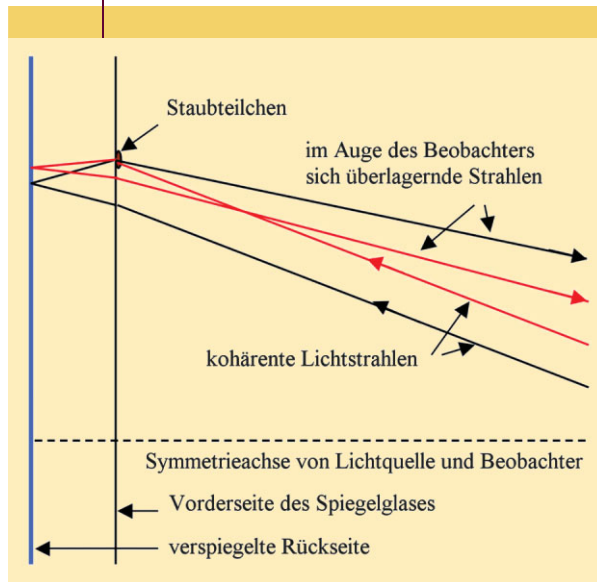 Staubteilchen
im Auge des Beobachters
sich überlagernde Strahlen
kohärente Lichtstrahlen
Symmetrieachse von Lichtquelle und Beobachter
Vorderseite des Spiegelglases
verspiegelte Rückseite